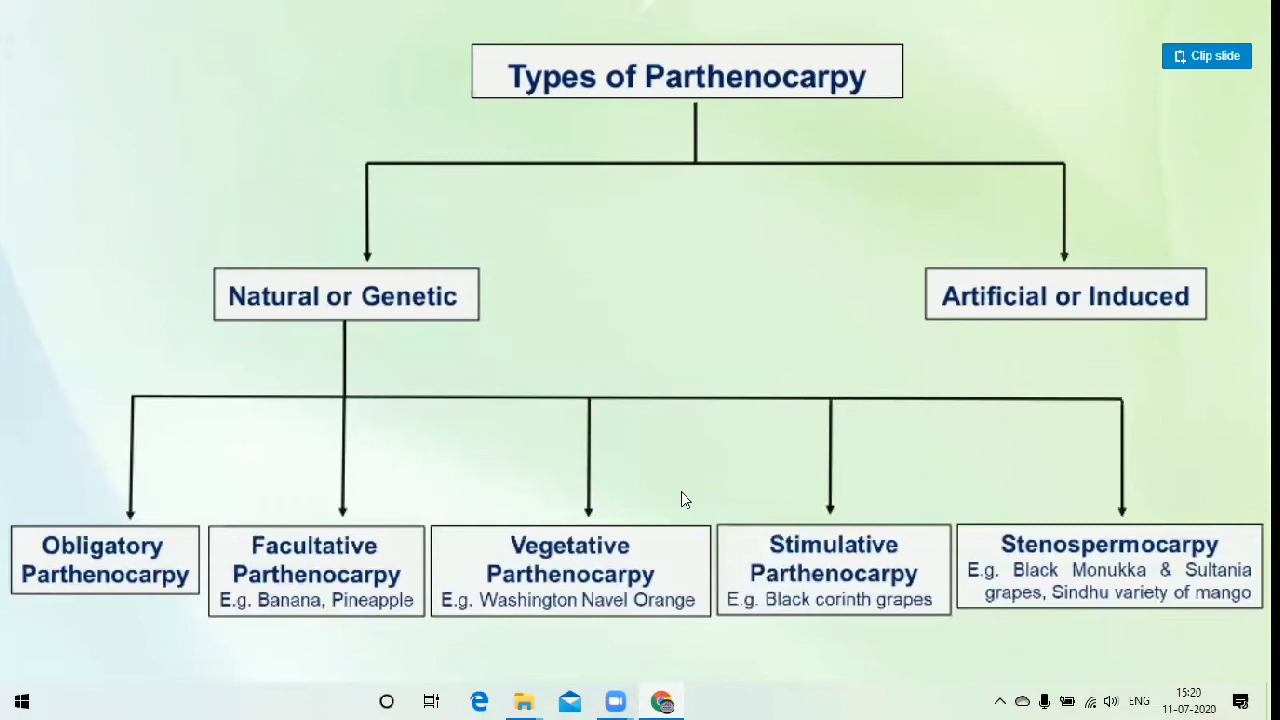 Types of Parthenocarpy
Clip slide
Natural or Genetic
Artificial or Induced
Obligatory
Parthenocarpy
Facultative
Parthenocarpy
E.g. Banana, Pineapple
Vegetative
Parthenocarpy
E.g. Washington Navel Orange
Stimulative
Parthenocarpy
E.g. Black corinth grapes
Stenospermocarpy
E.g. Black Monukka & Sultania
grapes, Sindhu variety of mango
ENG
15:20
11-07-2020